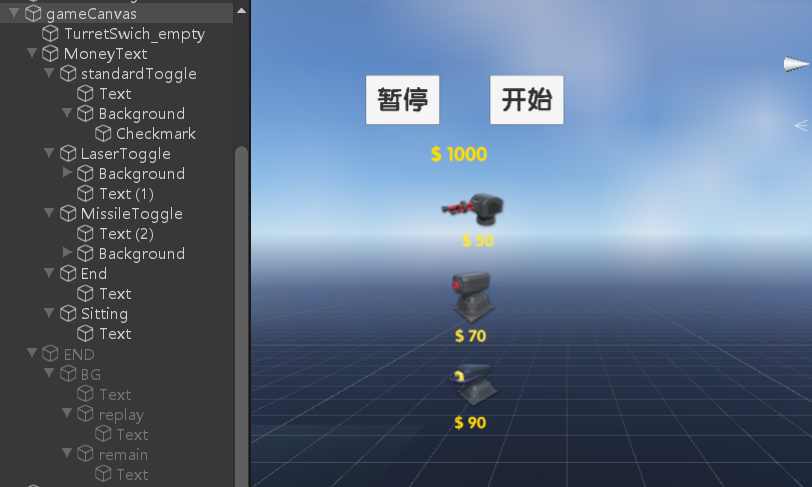 gameCanvas
TurretSwich_empty
MoneyText
standardToggle
Text
Background
Checkmark
LaserToggle
Background
Text (1)
MissileToggle
Text (2)
Background
End
Text
Sitting
Text
END
BG
Text
replay
Text
remain
Text
暂停 开始
$ 1000
$ 50
$ 70
$ 90